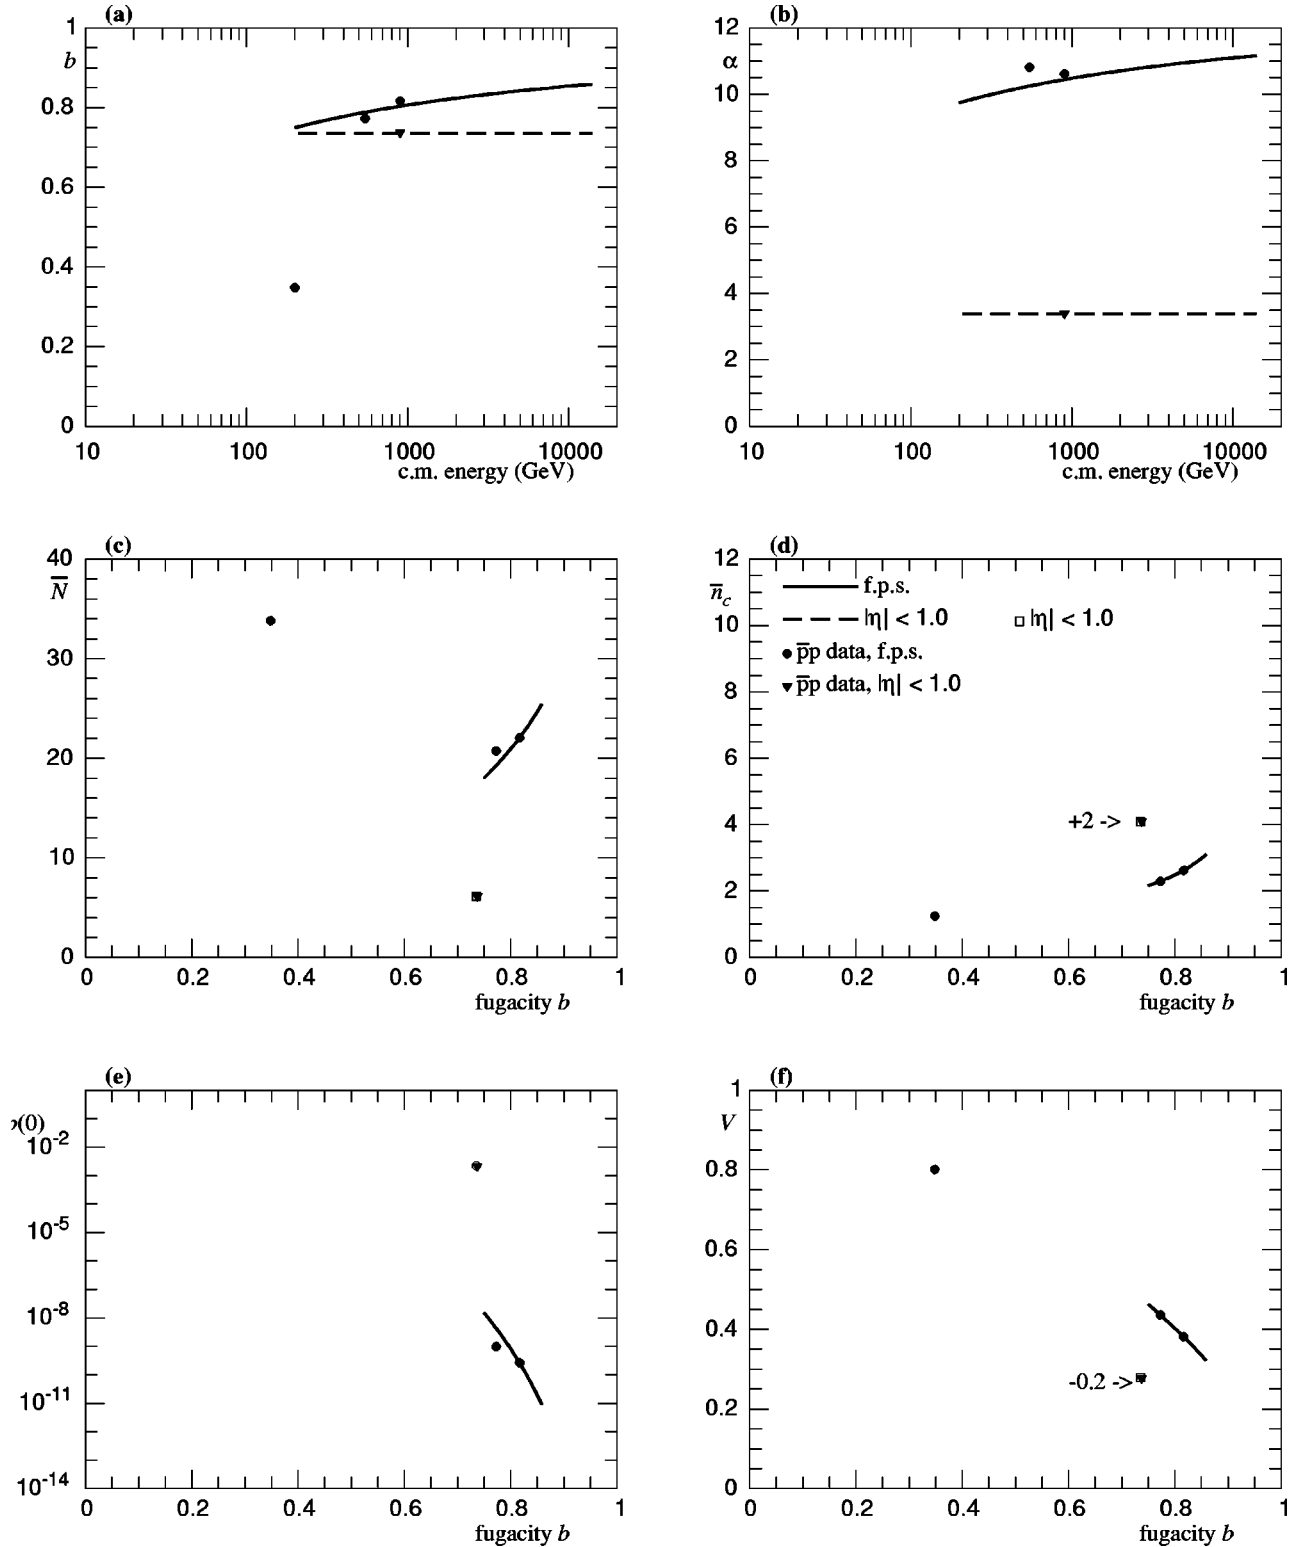 (a)
1
b
0.8
0.6
0.4
0.2
0
10 100 1000 10000
c.m. energy (GeV)
(b)
12
α
10
8
6
4
2
0
10 100 1000 10000
c.m. energy (GeV)
(c)
40
N̅
30
20
10
0
0 0.2 0.4 0.6 0.8 1
fugacity b
(d)
12
n̅c
10
8
6
4
2
0
f.p.s.
|η| < 1.0 |η| < 1.0
p̅p data, f.p.s.
p̅p data, |η| < 1.0
+2 ->
0 0.2 0.4 0.6 0.8 1
fugacity b
(e)
(0)
10-2
10-5
10-8
10-11
10-14
0 0.2 0.4 0.6 0.8 1
fugacity b
(f)
1
V
0.8
0.6
0.4
0.2
0
-0.2 ->
0 0.2 0.4 0.6 0.8 1
fugacity b